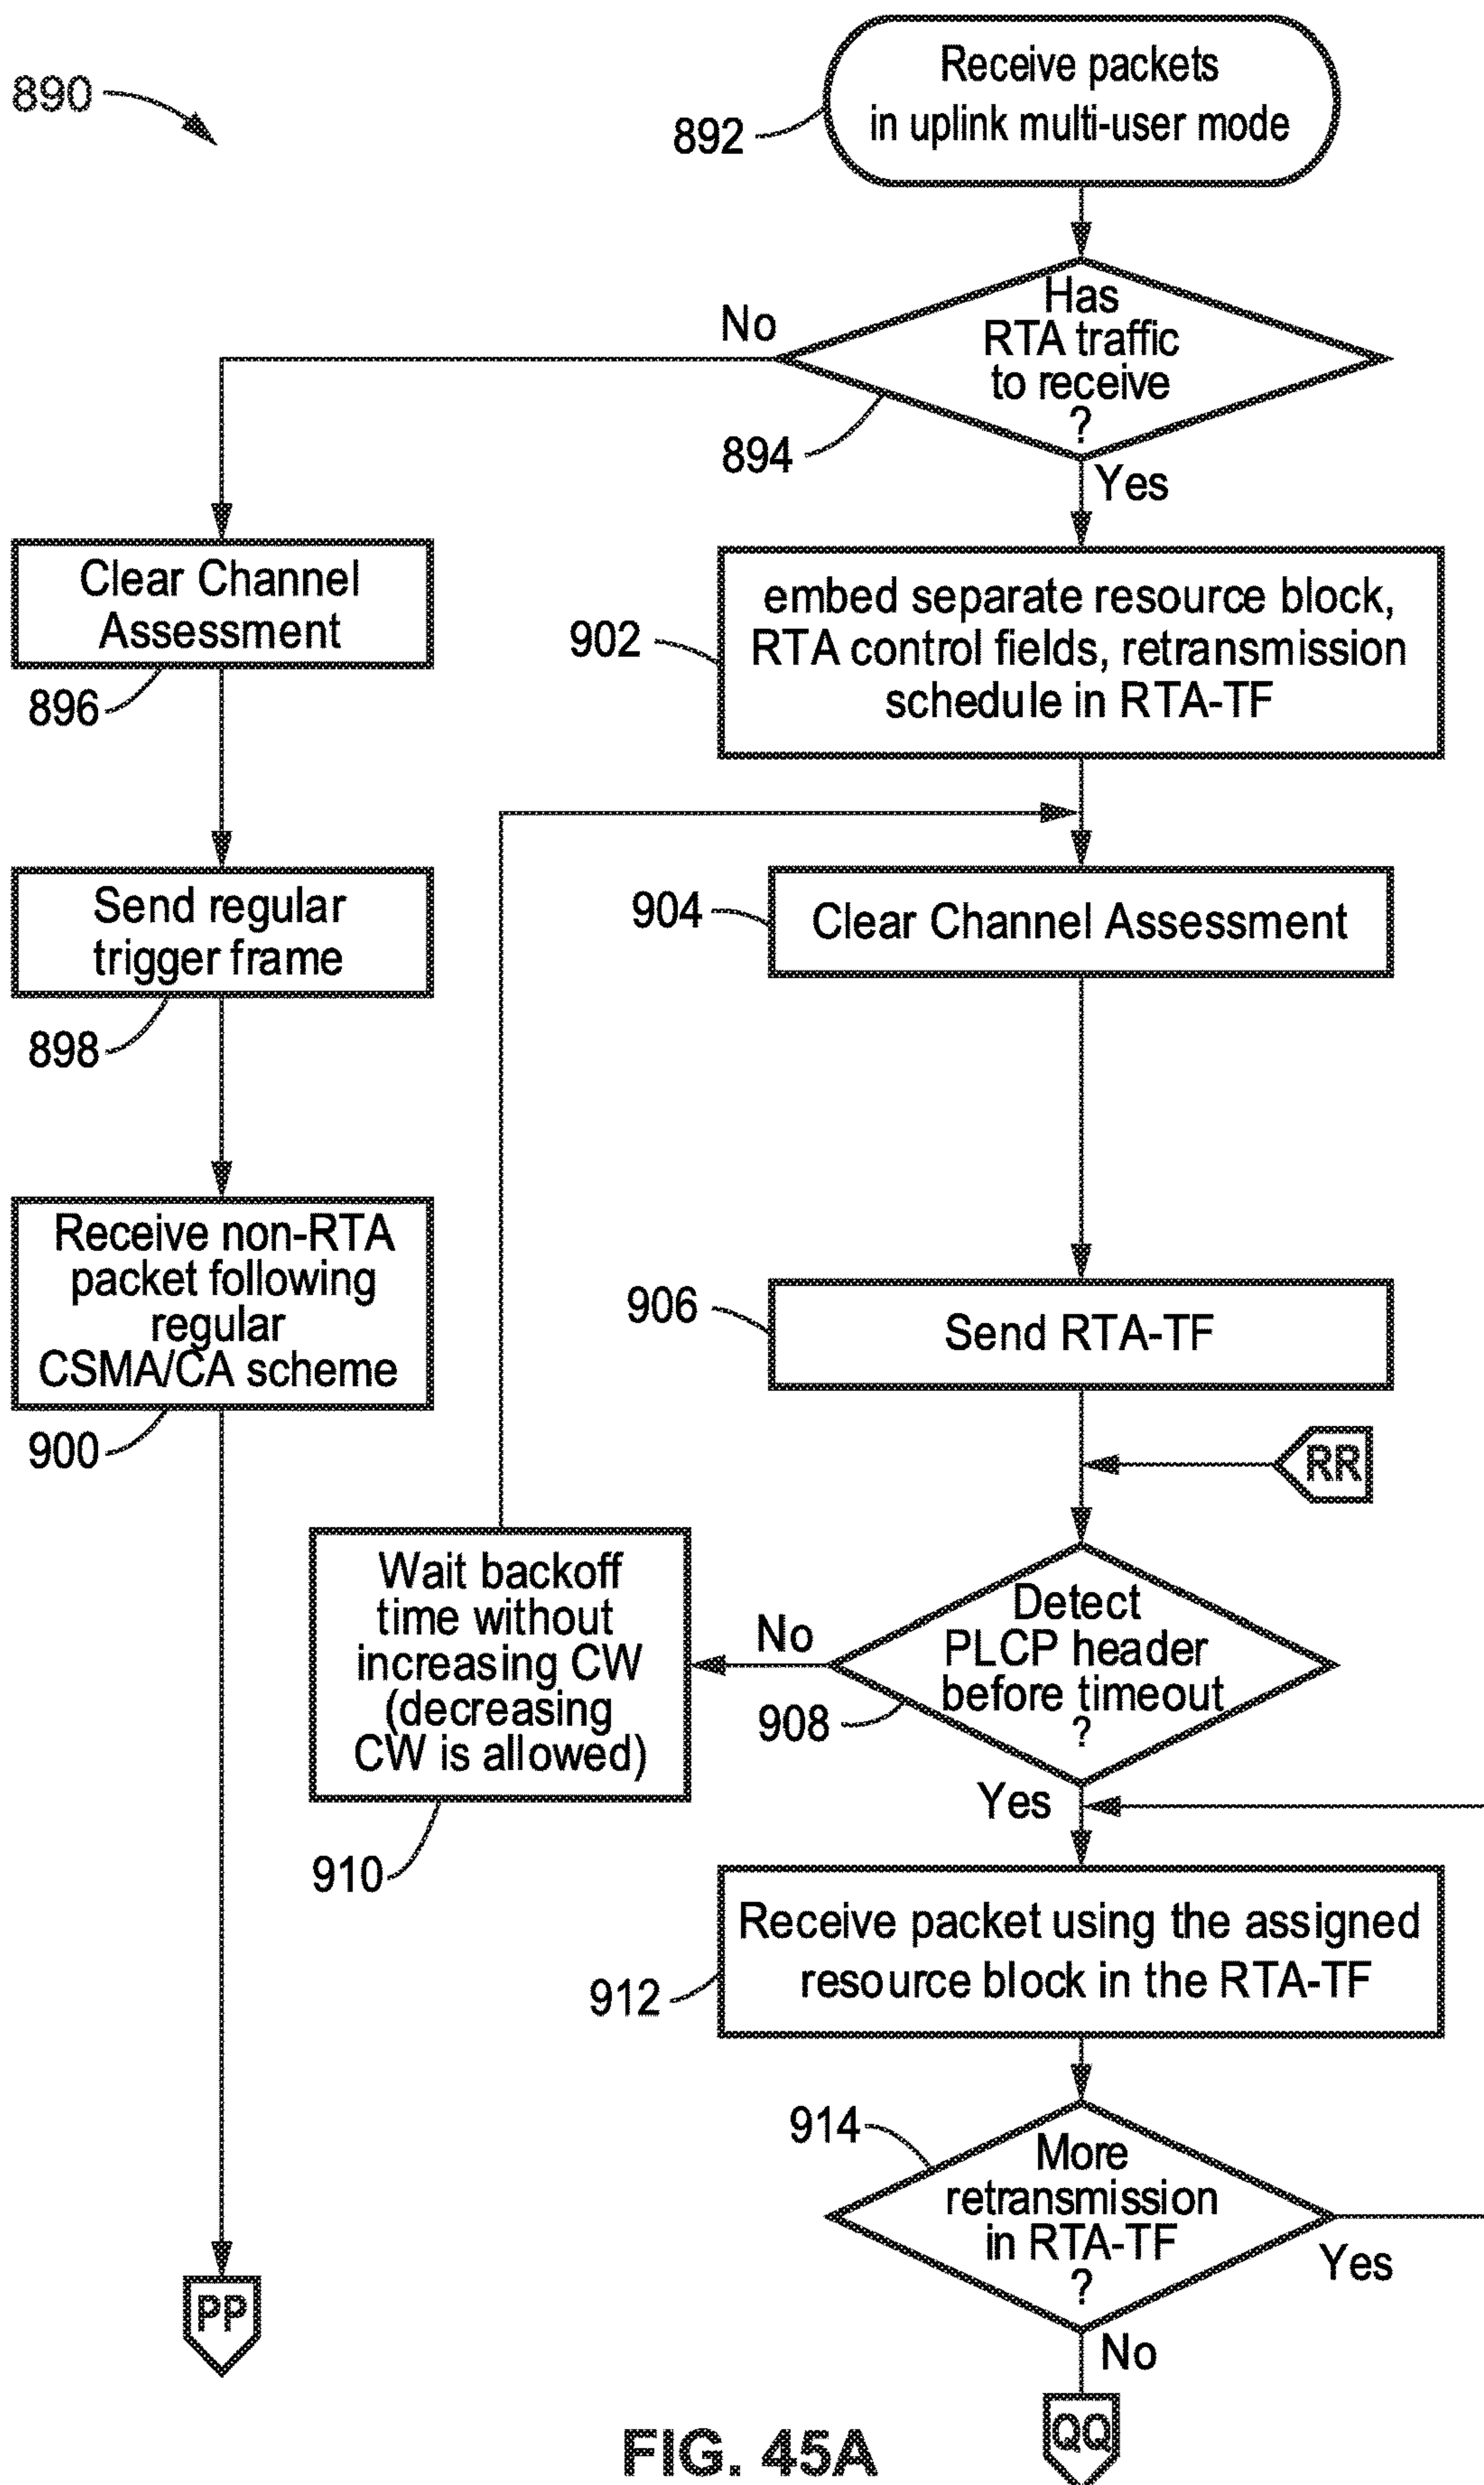 890
Receive packets
in uplink multi-user mode
892
Has
RTA traffic
to receive
?
No
894
Yes
Clear Channel
Assessment
896
embed separate resource block,
RTA control fields, retransmission
schedule in RTA-TF
902
Send regular
trigger frame
898
904
Clear Channel Assessment
Receive non-RTA
packet following
regular
CSMA/CA scheme
900
906
Send RTA-TF
RR
Wait backoff
time without
increasing CW
(decreasing
CW is allowed)
910
No
Detect
PLCP header
before timeout
?
908
Yes
Receive packet using the assigned
resource block in the RTA-TF
912
914
More
retransmission
in RTA-TF
?
Yes
No
PP
QQ
FIG. 45A